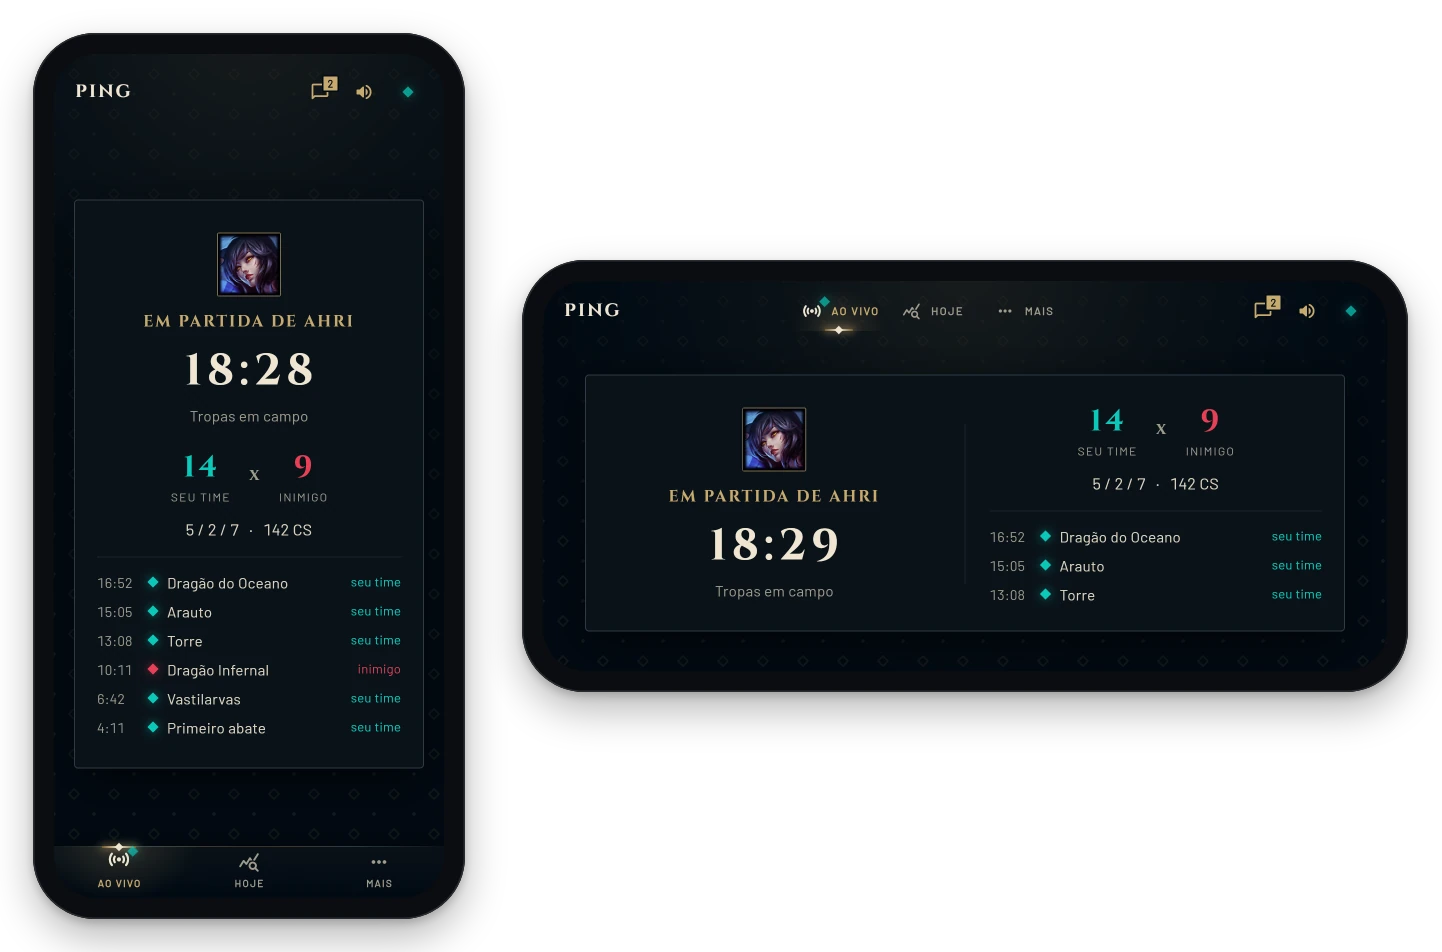 PING
2
EM PARTIDA DE AHRI
18:28
Tropas em campo
14 x 9
SEU TIME INIMIGO
5 / 2 / 7 · 142 CS
16:52 Dragão do Oceano seu time
15:05 Arauto seu time
13:08 Torre seu time
10:11 Dragão Infernal inimigo
6:42 Vastilarvas seu time
4:11 Primeiro abate seu time
AO VIVO HOJE MAIS
PING AO VIVO HOJE MAIS 2
EM PARTIDA DE AHRI
18:29
Tropas em campo
14 x 9
SEU TIME INIMIGO
5 / 2 / 7 · 142 CS
16:52 Dragão do Oceano seu time
15:05 Arauto seu time
13:08 Torre seu time